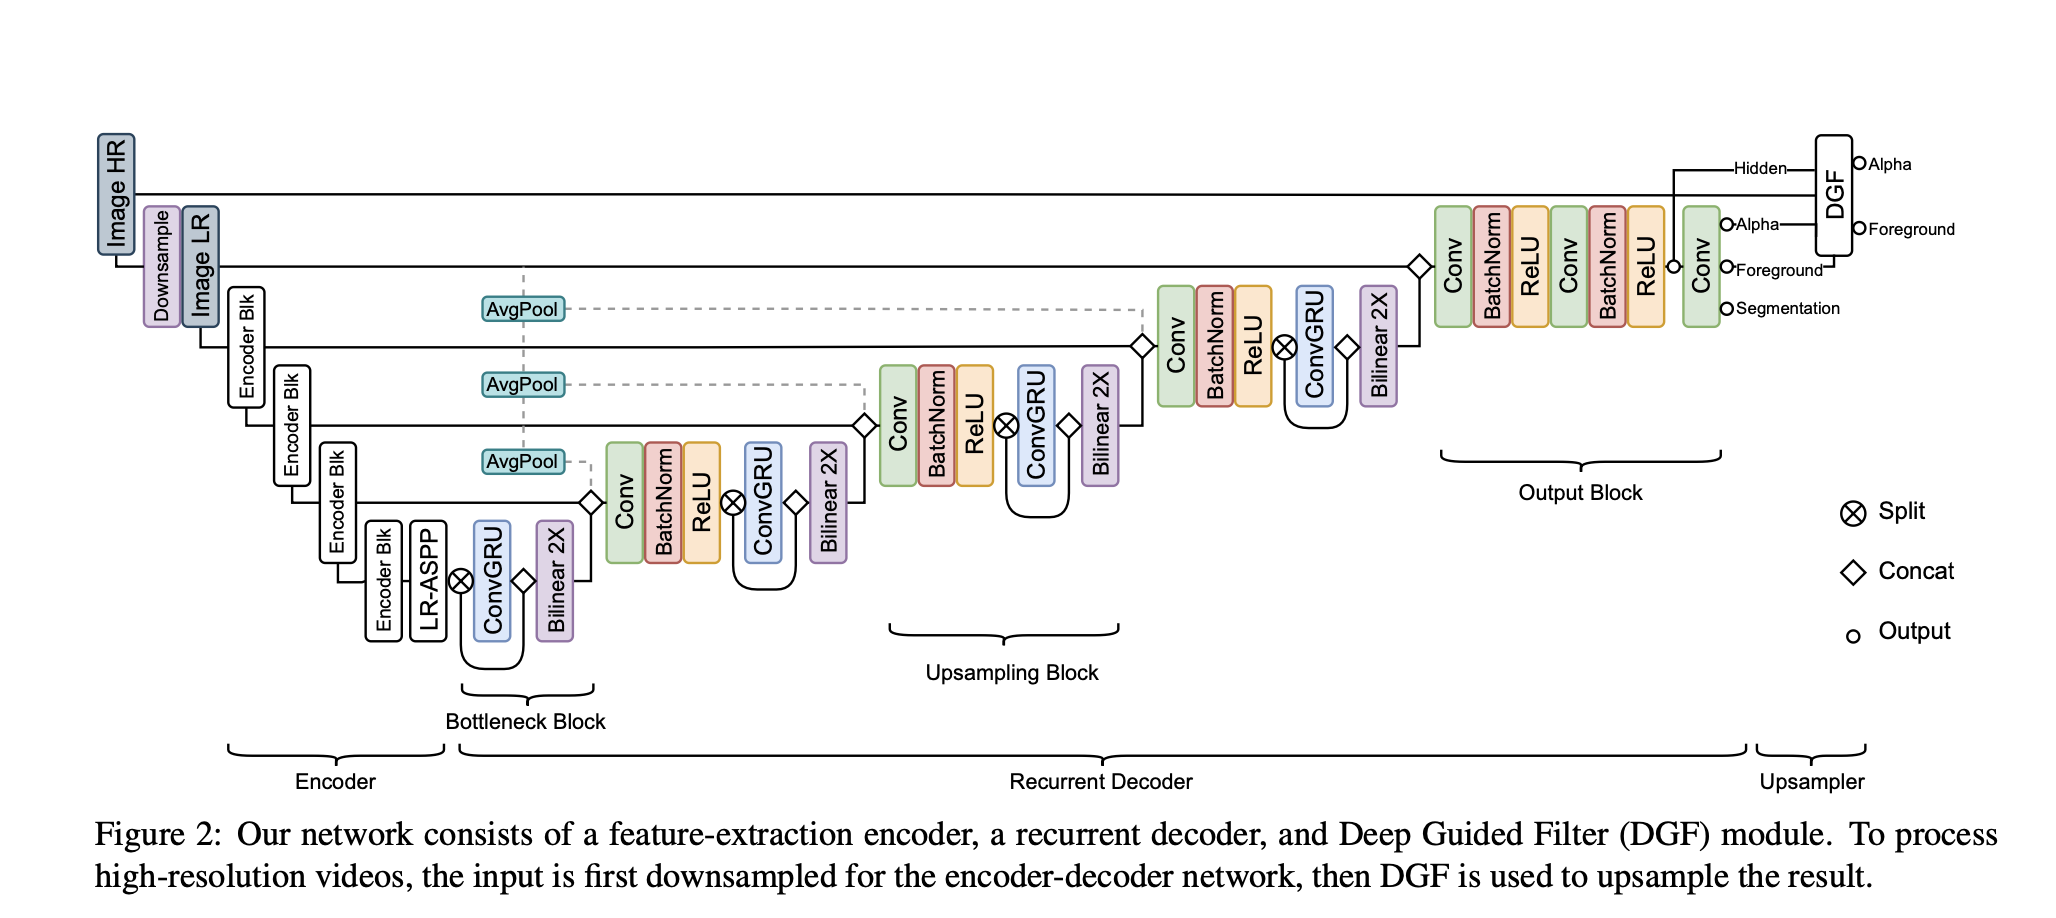 Image HR
Downsample
Image LR
Encoder Blk
Encoder Blk
Encoder Blk
Encoder Blk
LR-ASPP
ConvGRU
Bilinear 2X
AvgPool
AvgPool
AvgPool
Conv
BatchNorm
ReLU
ConvGRU
Bilinear 2X
Conv
BatchNorm
ReLU
ConvGRU
Bilinear 2X
Conv
BatchNorm
ReLU
ConvGRU
Bilinear 2X
Conv
BatchNorm
ReLU
Conv
BatchNorm
ReLU
Conv
Hidden
Alpha
Foreground
Segmentation
DGF
Alpha
Foreground
Output Block
Split
Concat
Output
Upsampling Block
Bottleneck Block
Encoder
Recurrent Decoder
Upsampler
Figure 2: Our network consists of a feature-extraction encoder, a recurrent decoder, and Deep Guided Filter (DGF) module. To process
high-resolution videos, the input is first downsampled for the encoder-decoder network, then DGF is used to upsample the result.